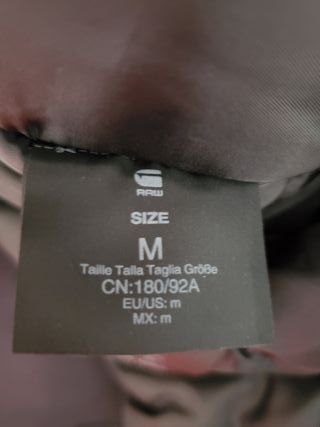 RAW
SIZE
M
Taille Talla Taglia Größe
CN:180/92A
EU/US: m
MX: m